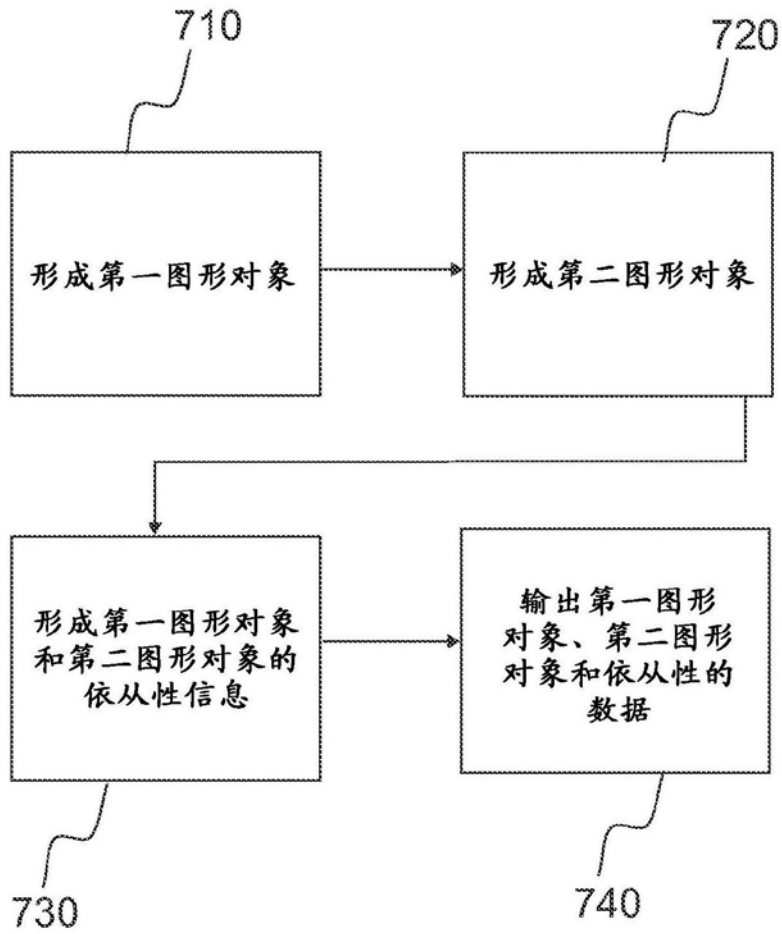 710
720
形成第一图形对象
形成第二图形对象
形成第一图形对象
和第二图形对象的
依从性信息
输出第一图形
对象、第二图形
对象和依从性的
数据
730
740